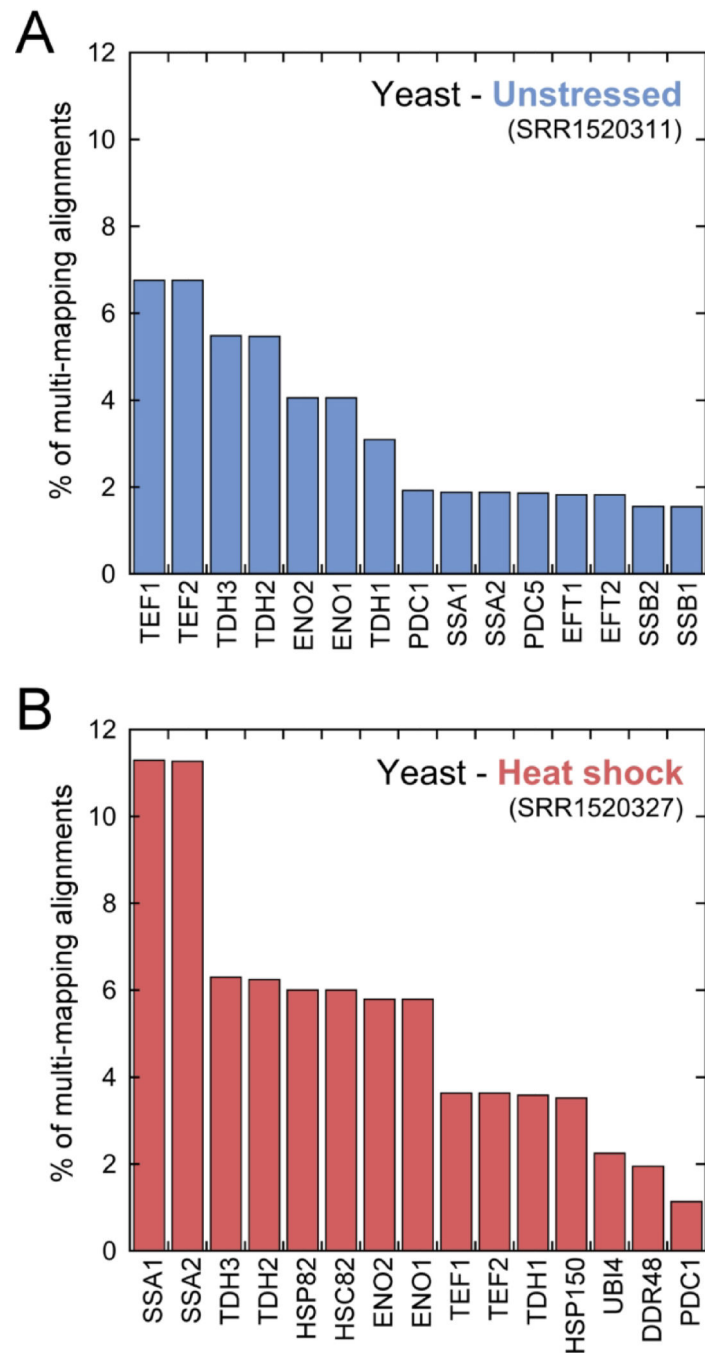 A
12
10
8
6
4
2
0
% of multi-mapping alignments
Yeast - Unstressed
(SRR1520311)
TEF1
TEF2
TDH3
TDH2
ENO2
ENO1
TDH1
PDC1
SSA1
SSA2
PDC5
EFT1
EFT2
SSB2
SSB1
B
12
10
8
6
4
2
0
% of multi-mapping alignments
Yeast - Heat shock
(SRR1520327)
SSA1
SSA2
TDH3
TDH2
HSP82
HSC82
ENO2
ENO1
TEF1
TEF2
TDH1
HSP150
UBI4
DDR48
PDC1